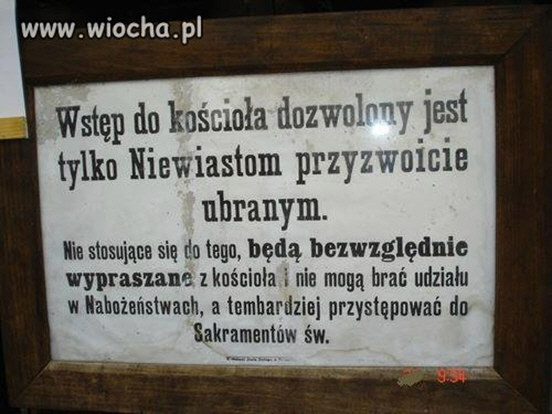 www.wiocha.pl
Wstęp do kościoła dozwolony jest
tylko Niewiastom przyzwoicie
ubranym.
Nie stosujące się do tego, będą bezwzględnie
wypraszane z kościoła i nie mogą brać udziału
w Nabożeństwach, a tembardziej przystępować do
Sakramentów św.
9:54